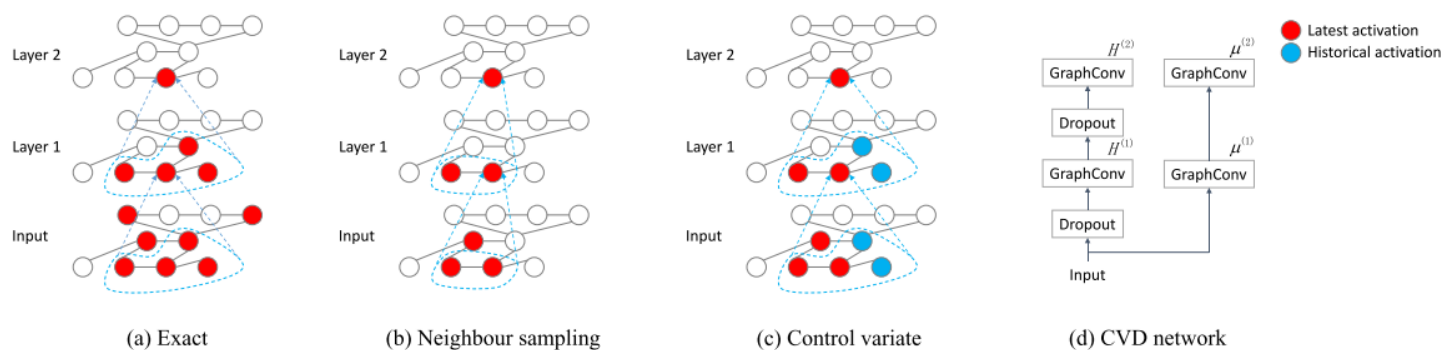 Layer 2
Layer 1
Input
(a) Exact
Layer 2
Layer 1
Input
(b) Neighbour sampling
Layer 2
Layer 1
Input
(c) Control variate
H^{(2)}
μ^{(2)}
GraphConv
GraphConv
Dropout
H^{(1)}
μ^{(1)}
GraphConv
GraphConv
Dropout
Input
(d) CVD network
Latest activation
Historical activation